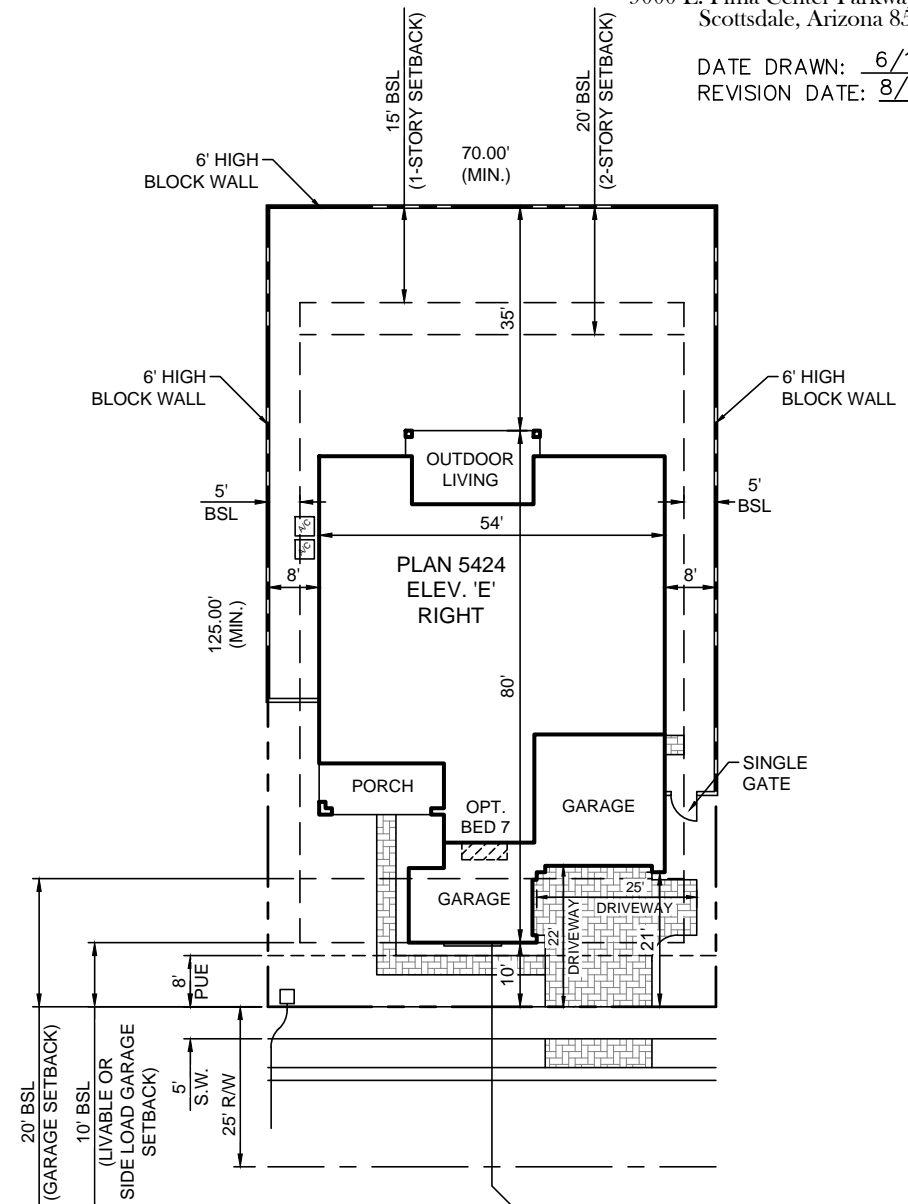 Scottsdale, Arizona 85
DATE DRAWN: 6/1
REVISION DATE: 8/
15' BSL
(1-STORY SETBACK)
20' BSL
(2-STORY SETBACK)
70.00'
(MIN.)
6' HIGH
BLOCK WALL
35'
6' HIGH
BLOCK WALL
6' HIGH
BLOCK WALL
OUTDOOR
LIVING
5'
BSL
5'
BSL
54'
A/C
A/C
PLAN 5424
ELEV. 'E'
RIGHT
8'
8'
125.00'
(MIN.)
80'
SINGLE
GATE
PORCH
OPT.
BED 7
GARAGE
GARAGE
25'
DRIVEWAY
22'
DRIVEWAY
21'
10'
8'
PUE
20' BSL
(GARAGE SETBACK)
10' BSL
(LIVABLE OR
SIDE LOAD GARAGE
SETBACK)
5'
S.W.
25' R/W